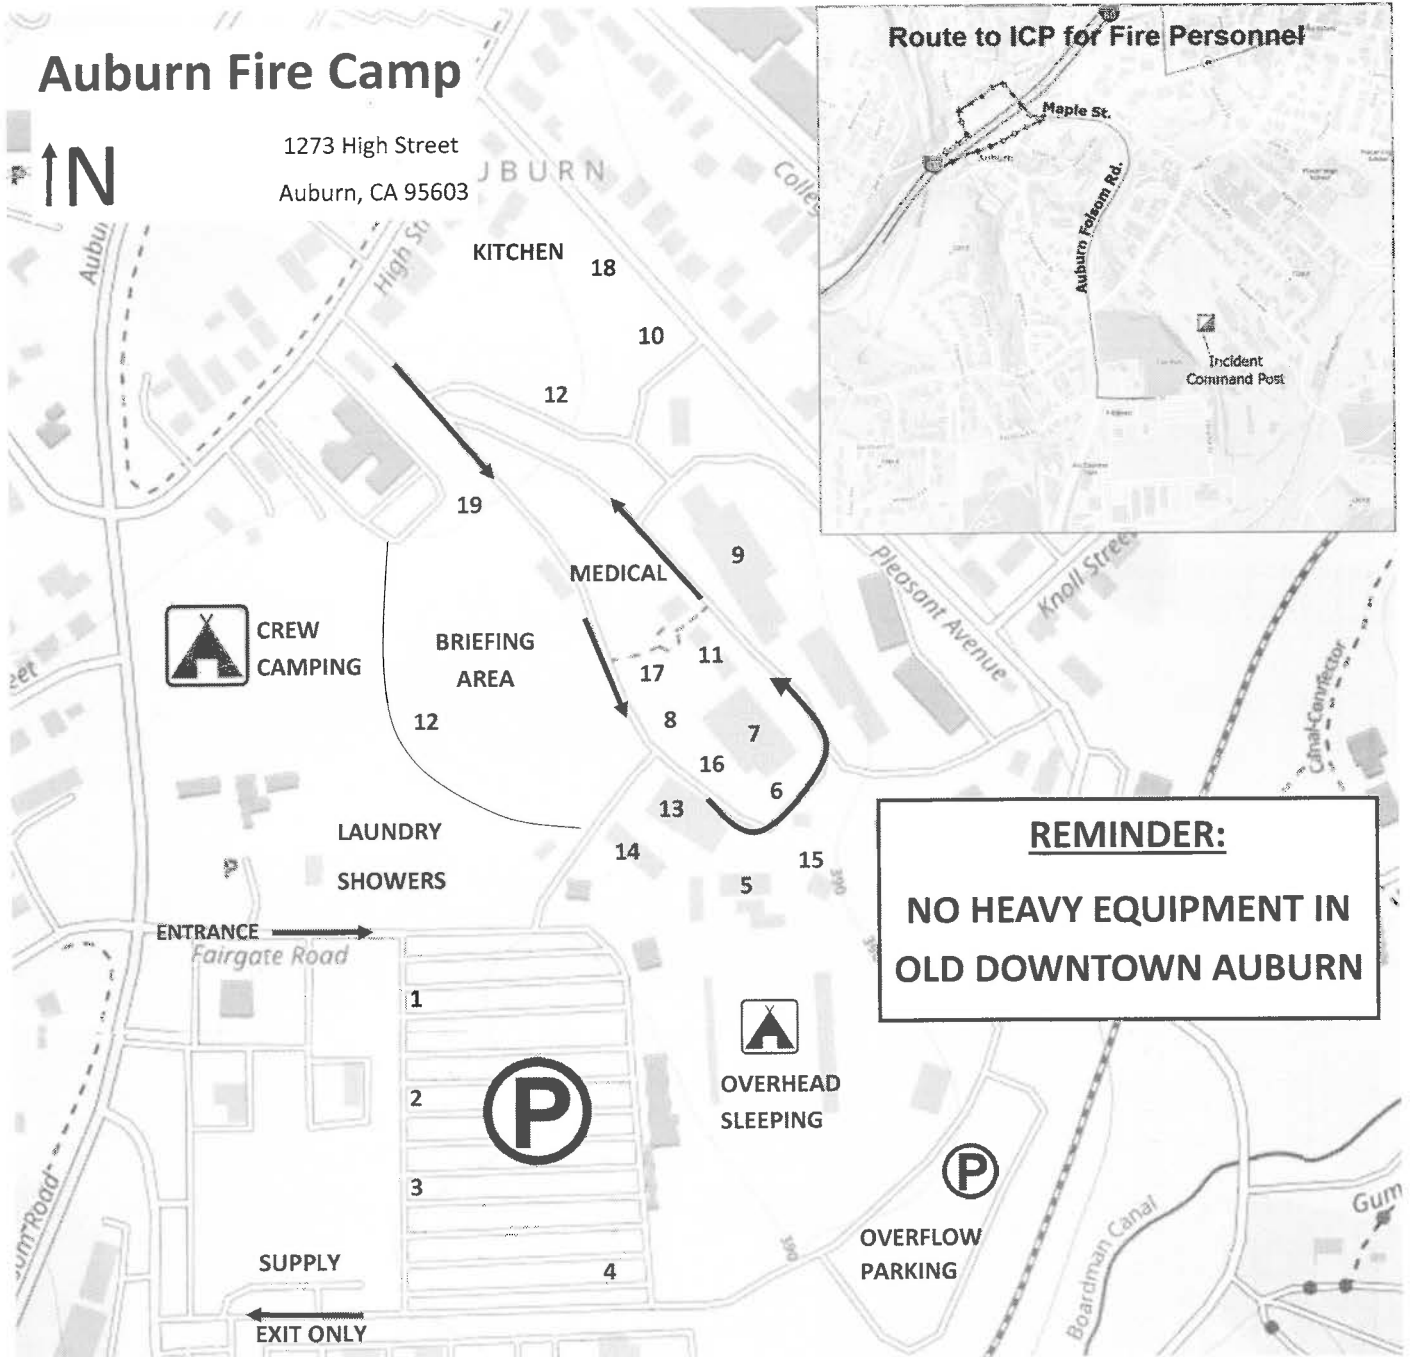 Auburn Fire Camp
1273 High Street
Auburn, CA 95603
N
Route to ICP for Fire Personnel
Maple St.
Auburn
Auburn Folsom Rd.
Incident
Command Post
UBURN
High St
KITCHEN
18
10
12
19
9
MEDICAL
Pleasant Avenue
Knoll Street
CREW
CAMPING
BRIEFING
AREA
17
11
12
8
7
16
6
13
14
15
5
390
Canal Connector
LAUNDRY
SHOWERS
P
REMINDER:
NO HEAVY EQUIPMENT IN
OLD DOWNTOWN AUBURN
ENTRANCE
Fairgate Road
1
2
3
4
P
OVERHEAD
SLEEPING
P
OVERFLOW
PARKING
390
Boardman Canal
Gum
SUPPLY
EXIT ONLY